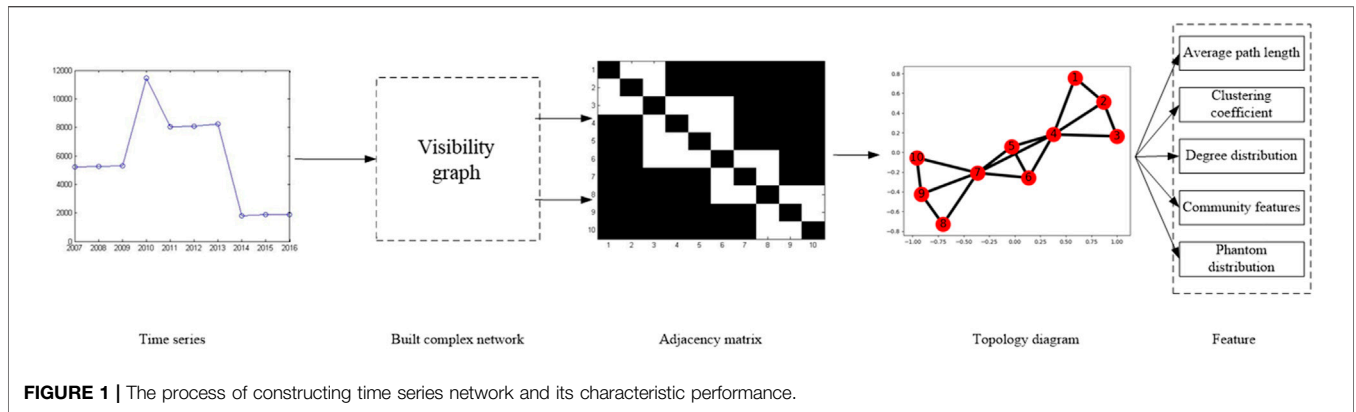 12000
10000
8000
6000
4000
2000
0
2007 2008 2009 2010 2011 2012 2013 2014 2015 2016
Visibility
graph
1
2
3
4
5
6
7
8
9
10
1 2 3 4 5 6 7 8 9 10
0.8
0.6
0.4
0.2
0.0
−0.2
−0.4
−0.6
−0.8
−1.00 −0.75 −0.50 −0.25 0.00 0.25 0.50 0.75 1.00
1
2
3
4
5
6
7
8
9
10
Average path length
Clustering
coefficient
Degree distribution
Community features
Phantom
distribution
Time series
Built complex network
Adjacency matrix
Topology diagram
Feature
FIGURE 1 | The process of constructing time series network and its characteristic performance.